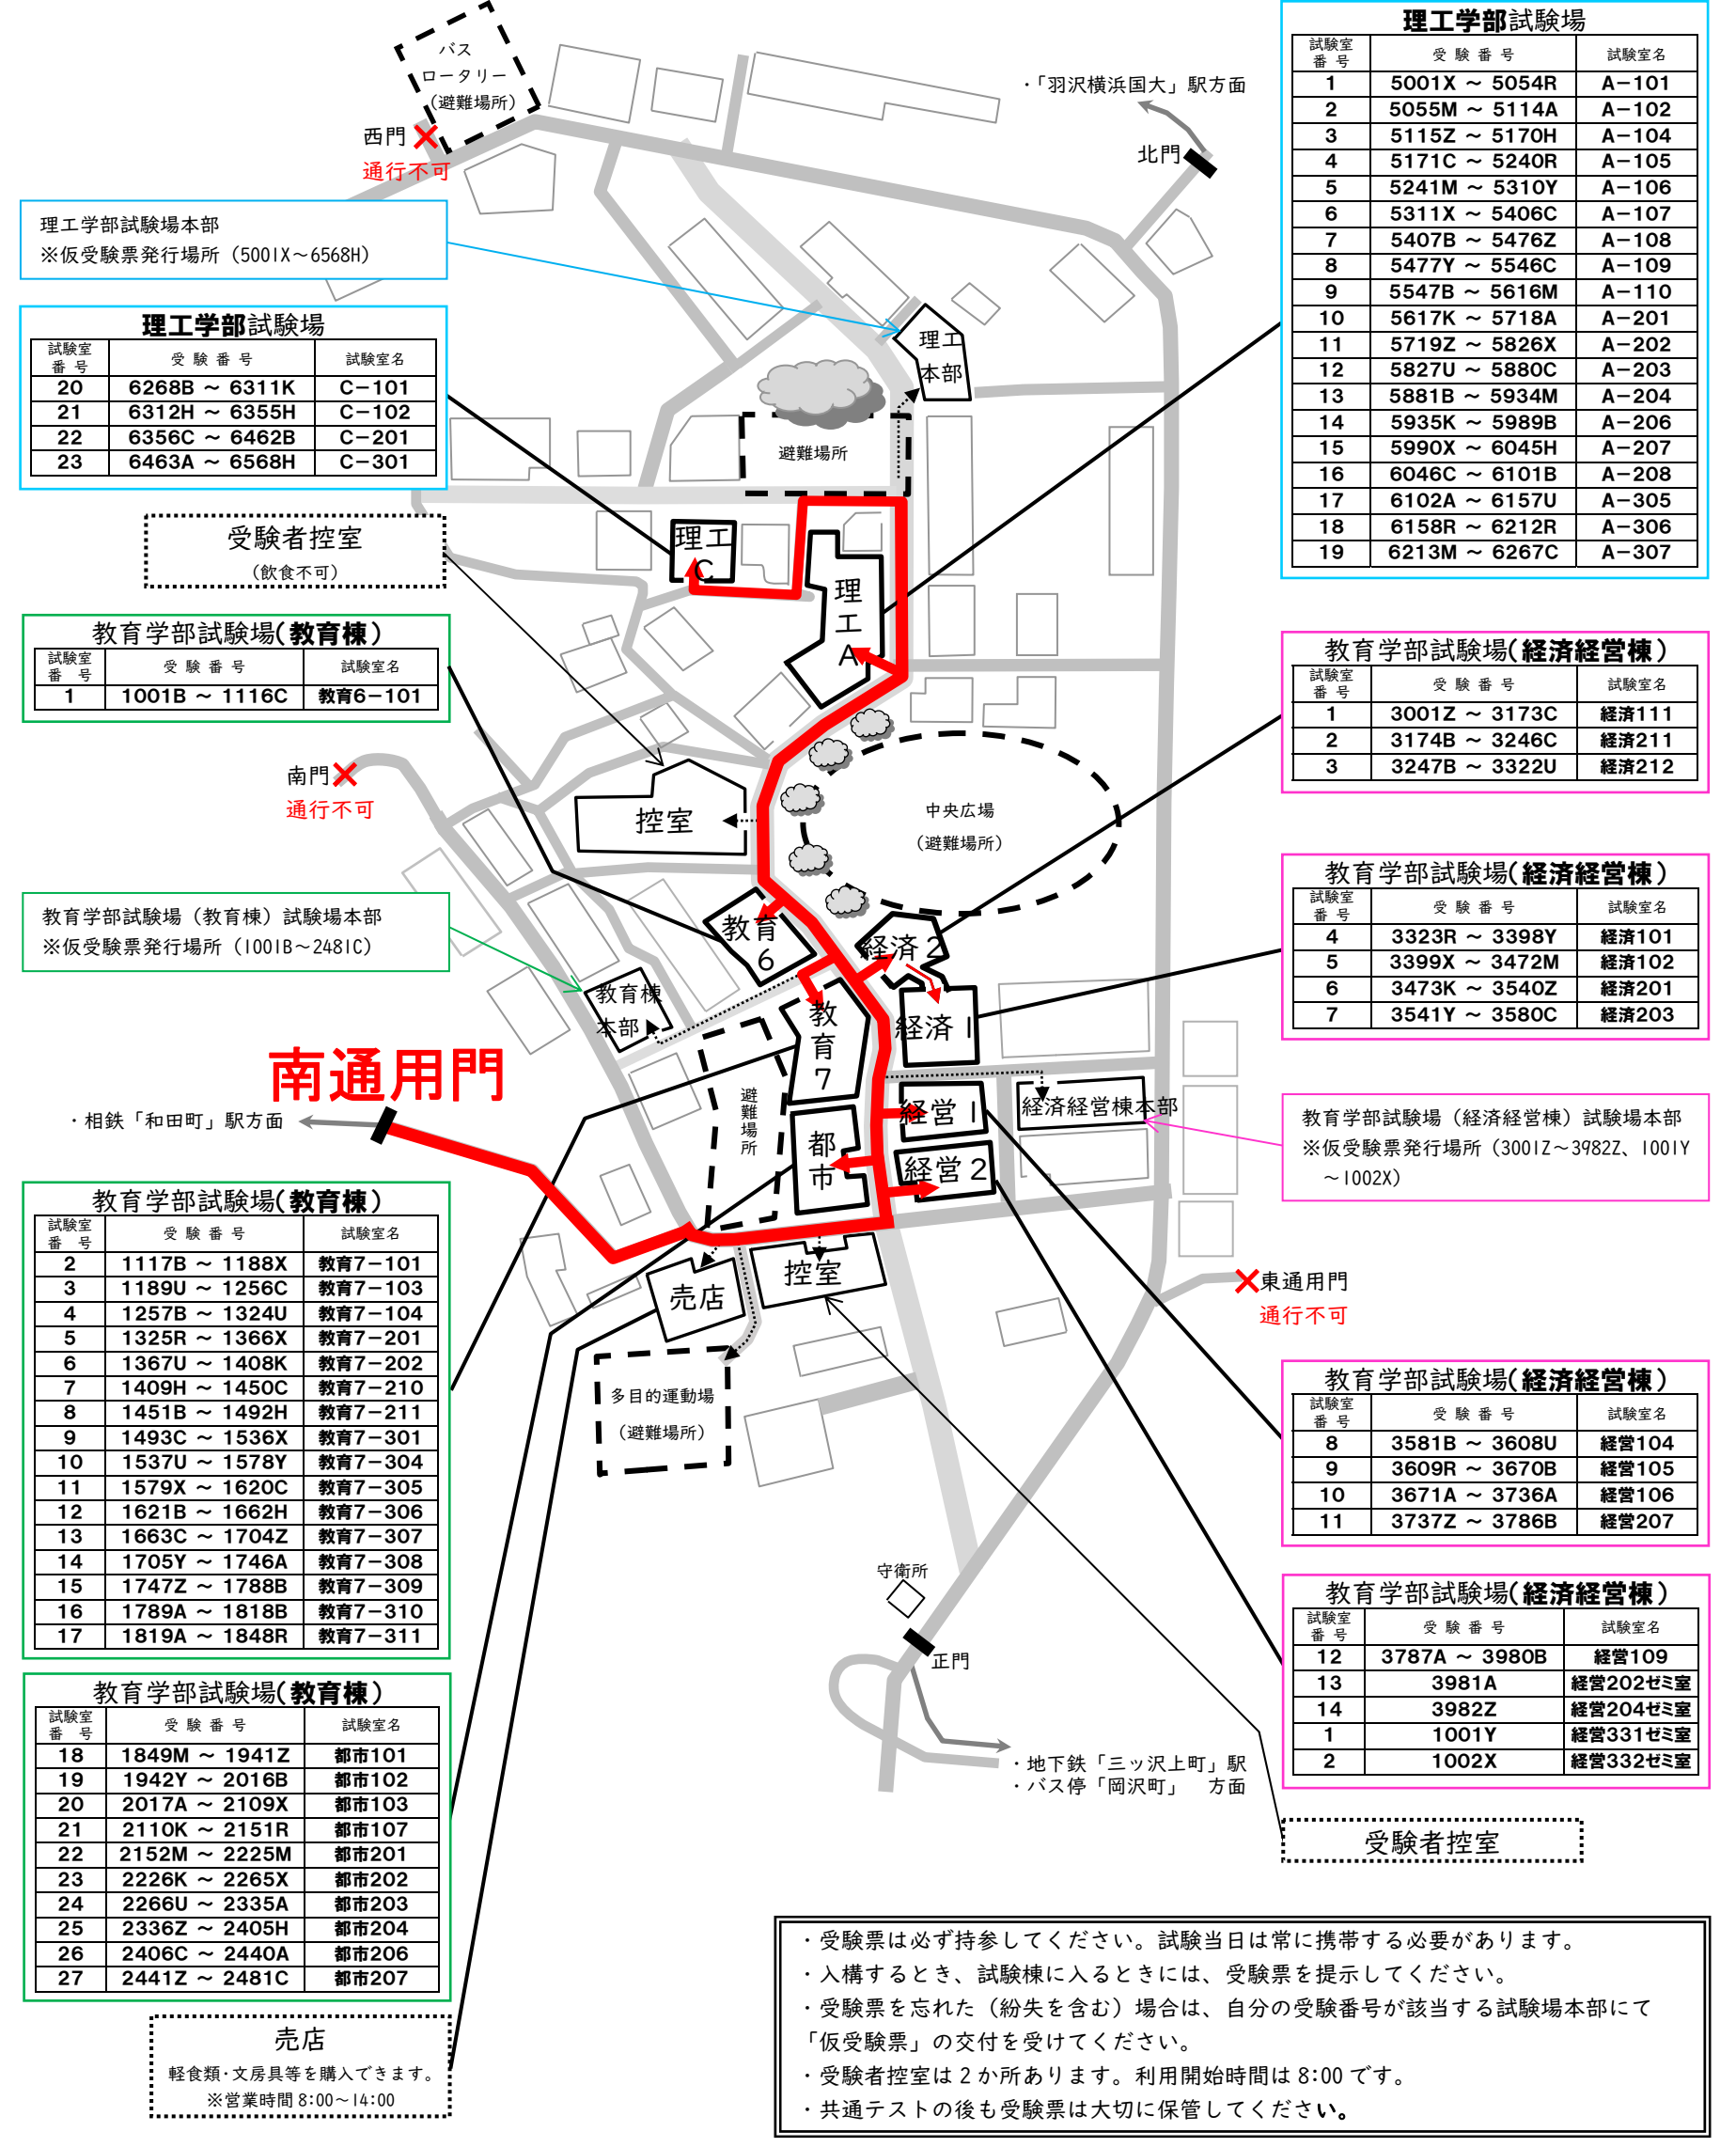 バス
ロータリー
(避難場所)
西門
通行不可
・「羽沢横浜国大」駅方面
北門
理工学部試験場本部
※仮受験票発行場所（5001X～6568H）
理工学部試験場
試験室番号 受験番号 試験室名
20 6268B ～ 6311K C－101
21 6312H ～ 6355H C－102
22 6356C ～ 6462B C－201
23 6463A ～ 6568H C－301
受験者控室
(飲食不可)
教育学部試験場(教育棟)
試験室番号 受験番号 試験室名
1 1001B ～ 1116C 教育6－101
南門
通行不可
教育学部試験場（教育棟）試験場本部
※仮受験票発行場所（1001B～2481C）
南通用門
・相鉄「和田町」駅方面
教育学部試験場(教育棟)
試験室番号 受験番号 試験室名
2 1117B ～ 1188X 教育7－101
3 1189U ～ 1256C 教育7－103
4 1257B ～ 1324U 教育7－104
5 1325R ～ 1366X 教育7－201
6 1367U ～ 1408K 教育7－202
7 1409H ～ 1450C 教育7－210
8 1451B ～ 1492H 教育7－211
9 1493C ～ 1536X 教育7－301
10 1537U ～ 1578Y 教育7－304
11 1579X ～ 1620C 教育7－305
12 1621B ～ 1662H 教育7－306
13 1663C ～ 1704Z 教育7－307
14 1705Y ～ 1746A 教育7－308
15 1747Z ～ 1788B 教育7－309
16 1789A ～ 1818B 教育7－310
17 1819A ～ 1848R 教育7－311
教育学部試験場(教育棟)
試験室番号 受験番号 試験室名
18 1849M ～ 1941Z 都市101
19 1942Y ～ 2016B 都市102
20 2017A ～ 2109X 都市103
21 2110K ～ 2151R 都市107
22 2152M ～ 2225M 都市201
23 2226K ～ 2265X 都市202
24 2266U ～ 2335A 都市203
25 2336Z ～ 2405H 都市204
26 2406C ～ 2440A 都市206
27 2441Z ～ 2481C 都市207
売店
軽食類・文房具等を購入できます。
※営業時間 8:00～14:00
理工
本部
避難場所
理工
C
理
工
A
控室
中央広場
(避難場所)
教育
6
経済2
教育棟
本部
教
育
7
経済1
避難場所
経営1
経済経営棟本部
都
市
経営2
売店
控室
東通用門
通行不可
多目的運動場
(避難場所)
守衛所
正門
・地下鉄「三ッ沢上町」駅
・バス停「岡沢町」 方面
理工学部試験場
試験室番号 受験番号 試験室名
1 5001X ～ 5054R A－101
2 5055M ～ 5114A A－102
3 5115Z ～ 5170H A－104
4 5171C ～ 5240R A－105
5 5241M ～ 5310Y A－106
6 5311X ～ 5406C A－107
7 5407B ～ 5476Z A－108
8 5477Y ～ 5546C A－109
9 5547B ～ 5616M A－110
10 5617K ～ 5718A A－201
11 5719Z ～ 5826X A－202
12 5827U ～ 5880C A－203
13 5881B ～ 5934M A－204
14 5935K ～ 5989B A－206
15 5990X ～ 6045H A－207
16 6046C ～ 6101B A－208
17 6102A ～ 6157U A－305
18 6158R ～ 6212R A－306
19 6213M ～ 6267C A－307
教育学部試験場(経済経営棟)
試験室番号 受験番号 試験室名
1 3001Z ～ 3173C 経済111
2 3174B ～ 3246C 経済211
3 3247B ～ 3322U 経済212
教育学部試験場(経済経営棟)
試験室番号 受験番号 試験室名
4 3323R ～ 3398Y 経済101
5 3399X ～ 3472M 経済102
6 3473K ～ 3540Z 経済201
7 3541Y ～ 3580C 経済203
教育学部試験場（経済経営棟）試験場本部
※仮受験票発行場所（3001Z～3982Z、1001Y
～1002X）
教育学部試験場(経済経営棟)
試験室番号 受験番号 試験室名
8 3581B ～ 3608U 経営104
9 3609R ～ 3670B 経営105
10 3671A ～ 3736A 経営106
11 3737Z ～ 3786B 経営207
教育学部試験場(経済経営棟)
試験室番号 受験番号 試験室名
12 3787A ～ 3980B 経営109
13 3981A 経営202ゼミ室
14 3982Z 経営204ゼミ室
1 1001Y 経営331ゼミ室
2 1002X 経営332ゼミ室
受験者控室
・受験票は必ず持参してください。試験当日は常に携帯する必要があります。
・入構するとき、試験棟に入るときには、受験票を提示してください。
・受験票を忘れた（紛失を含む）場合は、自分の受験番号が該当する試験場本部にて
「仮受験票」の交付を受けてください。
・受験者控室は2か所あります。利用開始時間は8:00です。
・共通テストの後も受験票は大切に保管してください。